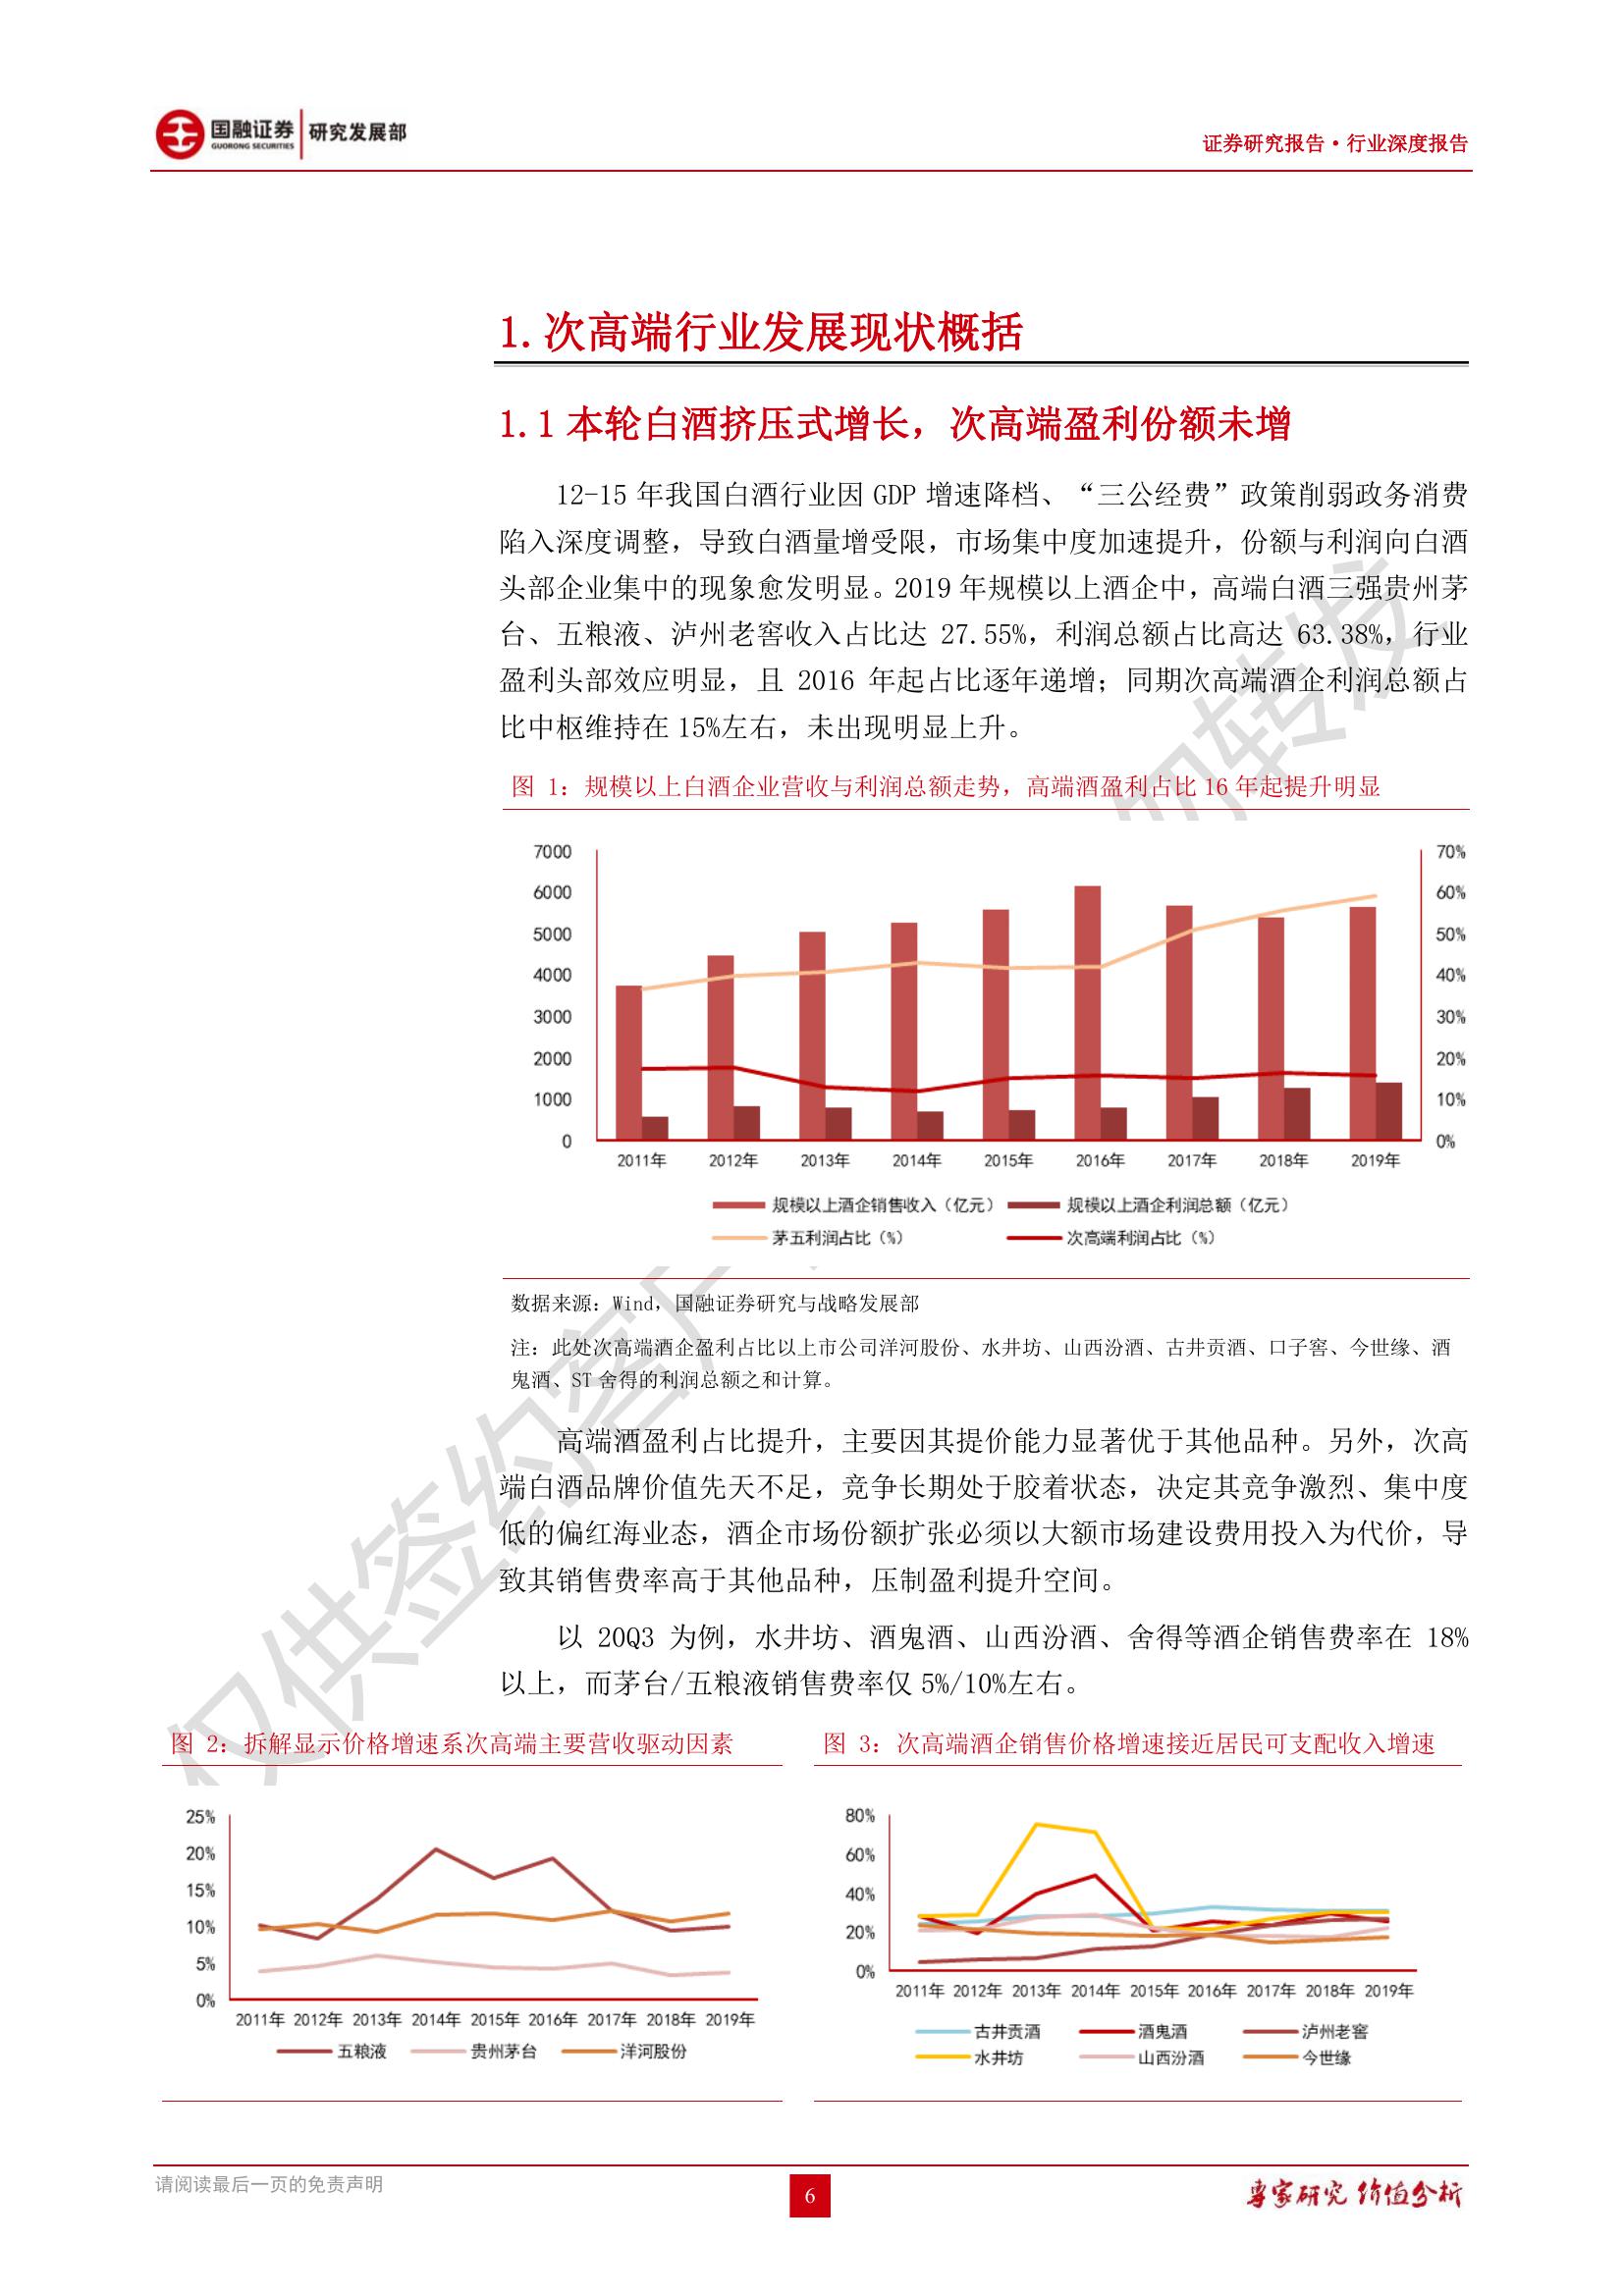 国融证券
GUORONG SECURITIES
研究发展部
证券研究报告·行业深度报告
1.次高端行业发展现状概括
1.1 本轮白酒挤压式增长，次高端盈利份额未增
12-15 年我国白酒行业因 GDP 增速降档、“三公经费”政策削弱政务消费
陷入深度调整，导致白酒量增受限，市场集中度加速提升，份额与利润向白酒
头部企业集中的现象愈发明显。2019 年规模以上酒企中，高端白酒三强贵州茅
台、五粮液、泸州老窖收入占比达 27.55%，利润总额占比高达 63.38%，行业
盈利头部效应明显，且 2016 年起占比逐年递增；同期次高端酒企利润总额占
比中枢维持在 15%左右，未出现明显上升。
图 1：规模以上白酒企业营收与利润总额走势，高端酒盈利占比 16 年起提升明显
7000
6000
5000
4000
3000
2000
1000
0
70%
60%
50%
40%
30%
20%
10%
0%
2011年 2012年 2013年 2014年 2015年 2016年 2017年 2018年 2019年
规模以上酒企销售收入（亿元） 规模以上酒企利润总额（亿元）
茅五利润占比（%） 次高端利润占比（%）
数据来源：Wind，国融证券研究与战略发展部
注：此处次高端酒企盈利占比以上市公司洋河股份、水井坊、山西汾酒、古井贡酒、口子窖、今世缘、酒
鬼酒、ST 舍得的利润总额之和计算。
高端酒盈利占比提升，主要因其提价能力显著优于其他品种。另外，次高
端白酒品牌价值先天不足，竞争长期处于胶着状态，决定其竞争激烈、集中度
低的偏红海业态，酒企市场份额扩张必须以大额市场建设费用投入为代价，导
致其销售费率高于其他品种，压制盈利提升空间。
以 20Q3 为例，水井坊、酒鬼酒、山西汾酒、舍得等酒企销售费率在 18%
以上，而茅台/五粮液销售费率仅 5%/10%左右。
图 2：拆解显示价格增速系次高端主要营收驱动因素
25%
20%
15%
10%
5%
0%
2011年 2012年 2013年 2014年 2015年 2016年 2017年 2018年 2019年
五粮液 贵州茅台 洋河股份
图 3：次高端酒企销售价格增速接近居民可支配收入增速
80%
60%
40%
20%
0%
2011年 2012年 2013年 2014年 2015年 2016年 2017年 2018年 2019年
古井贡酒 酒鬼酒 泸州老窖
水井坊 山西汾酒 今世缘
请阅读最后一页的免责声明
6
专家研究 价值分析
仅供签约客户
勿转发